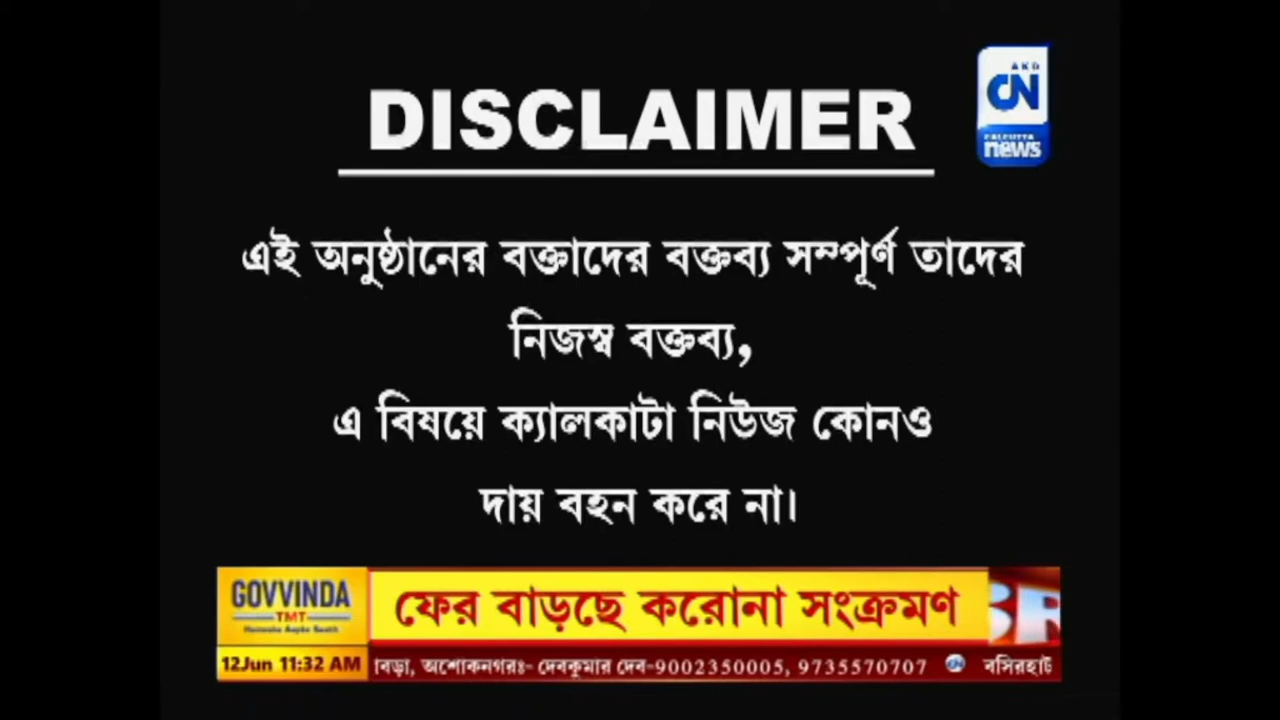 DISCLAIMER
AKD
CN
CALCUTTA
news
এই অনুষ্ঠানের বক্তাদের বক্তব্য সম্পূর্ণ তাদের
নিজস্ব বক্তব্য,
এ বিষয়ে ক্যালকাটা নিউজ কোনও
দায় বহন করে না।
GOVVINDA
TMT
ফের বাড়ছে করোনা সংক্রমণ
BR
12Jun 11:32 AM
বিড়া, অশোকনগরঃ- দেবকুমার দেব-9002350005, 9735570707
বসিরহাট